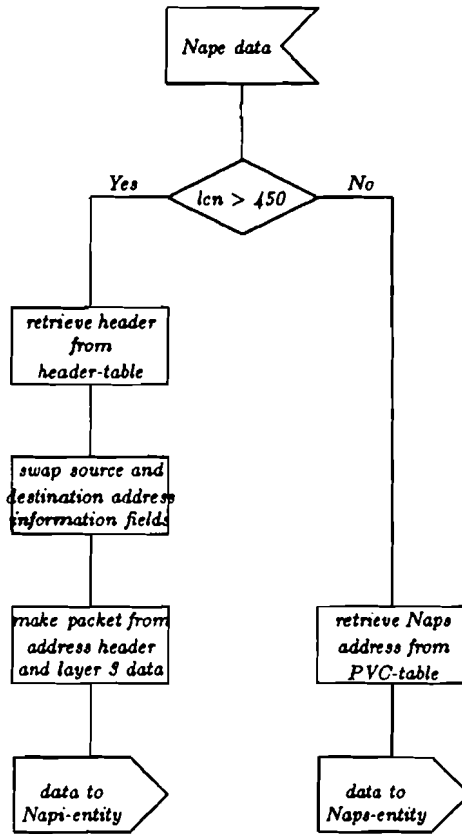 Nape data
Yes
lcn > 450
No
retrieve header
from
header-table
swap source and
destination address
information fields
make packet from
address header
and layer 3 data
retrieve Naps
address from
PVC-table
data to
Napi-entity
data to
Naps-entity